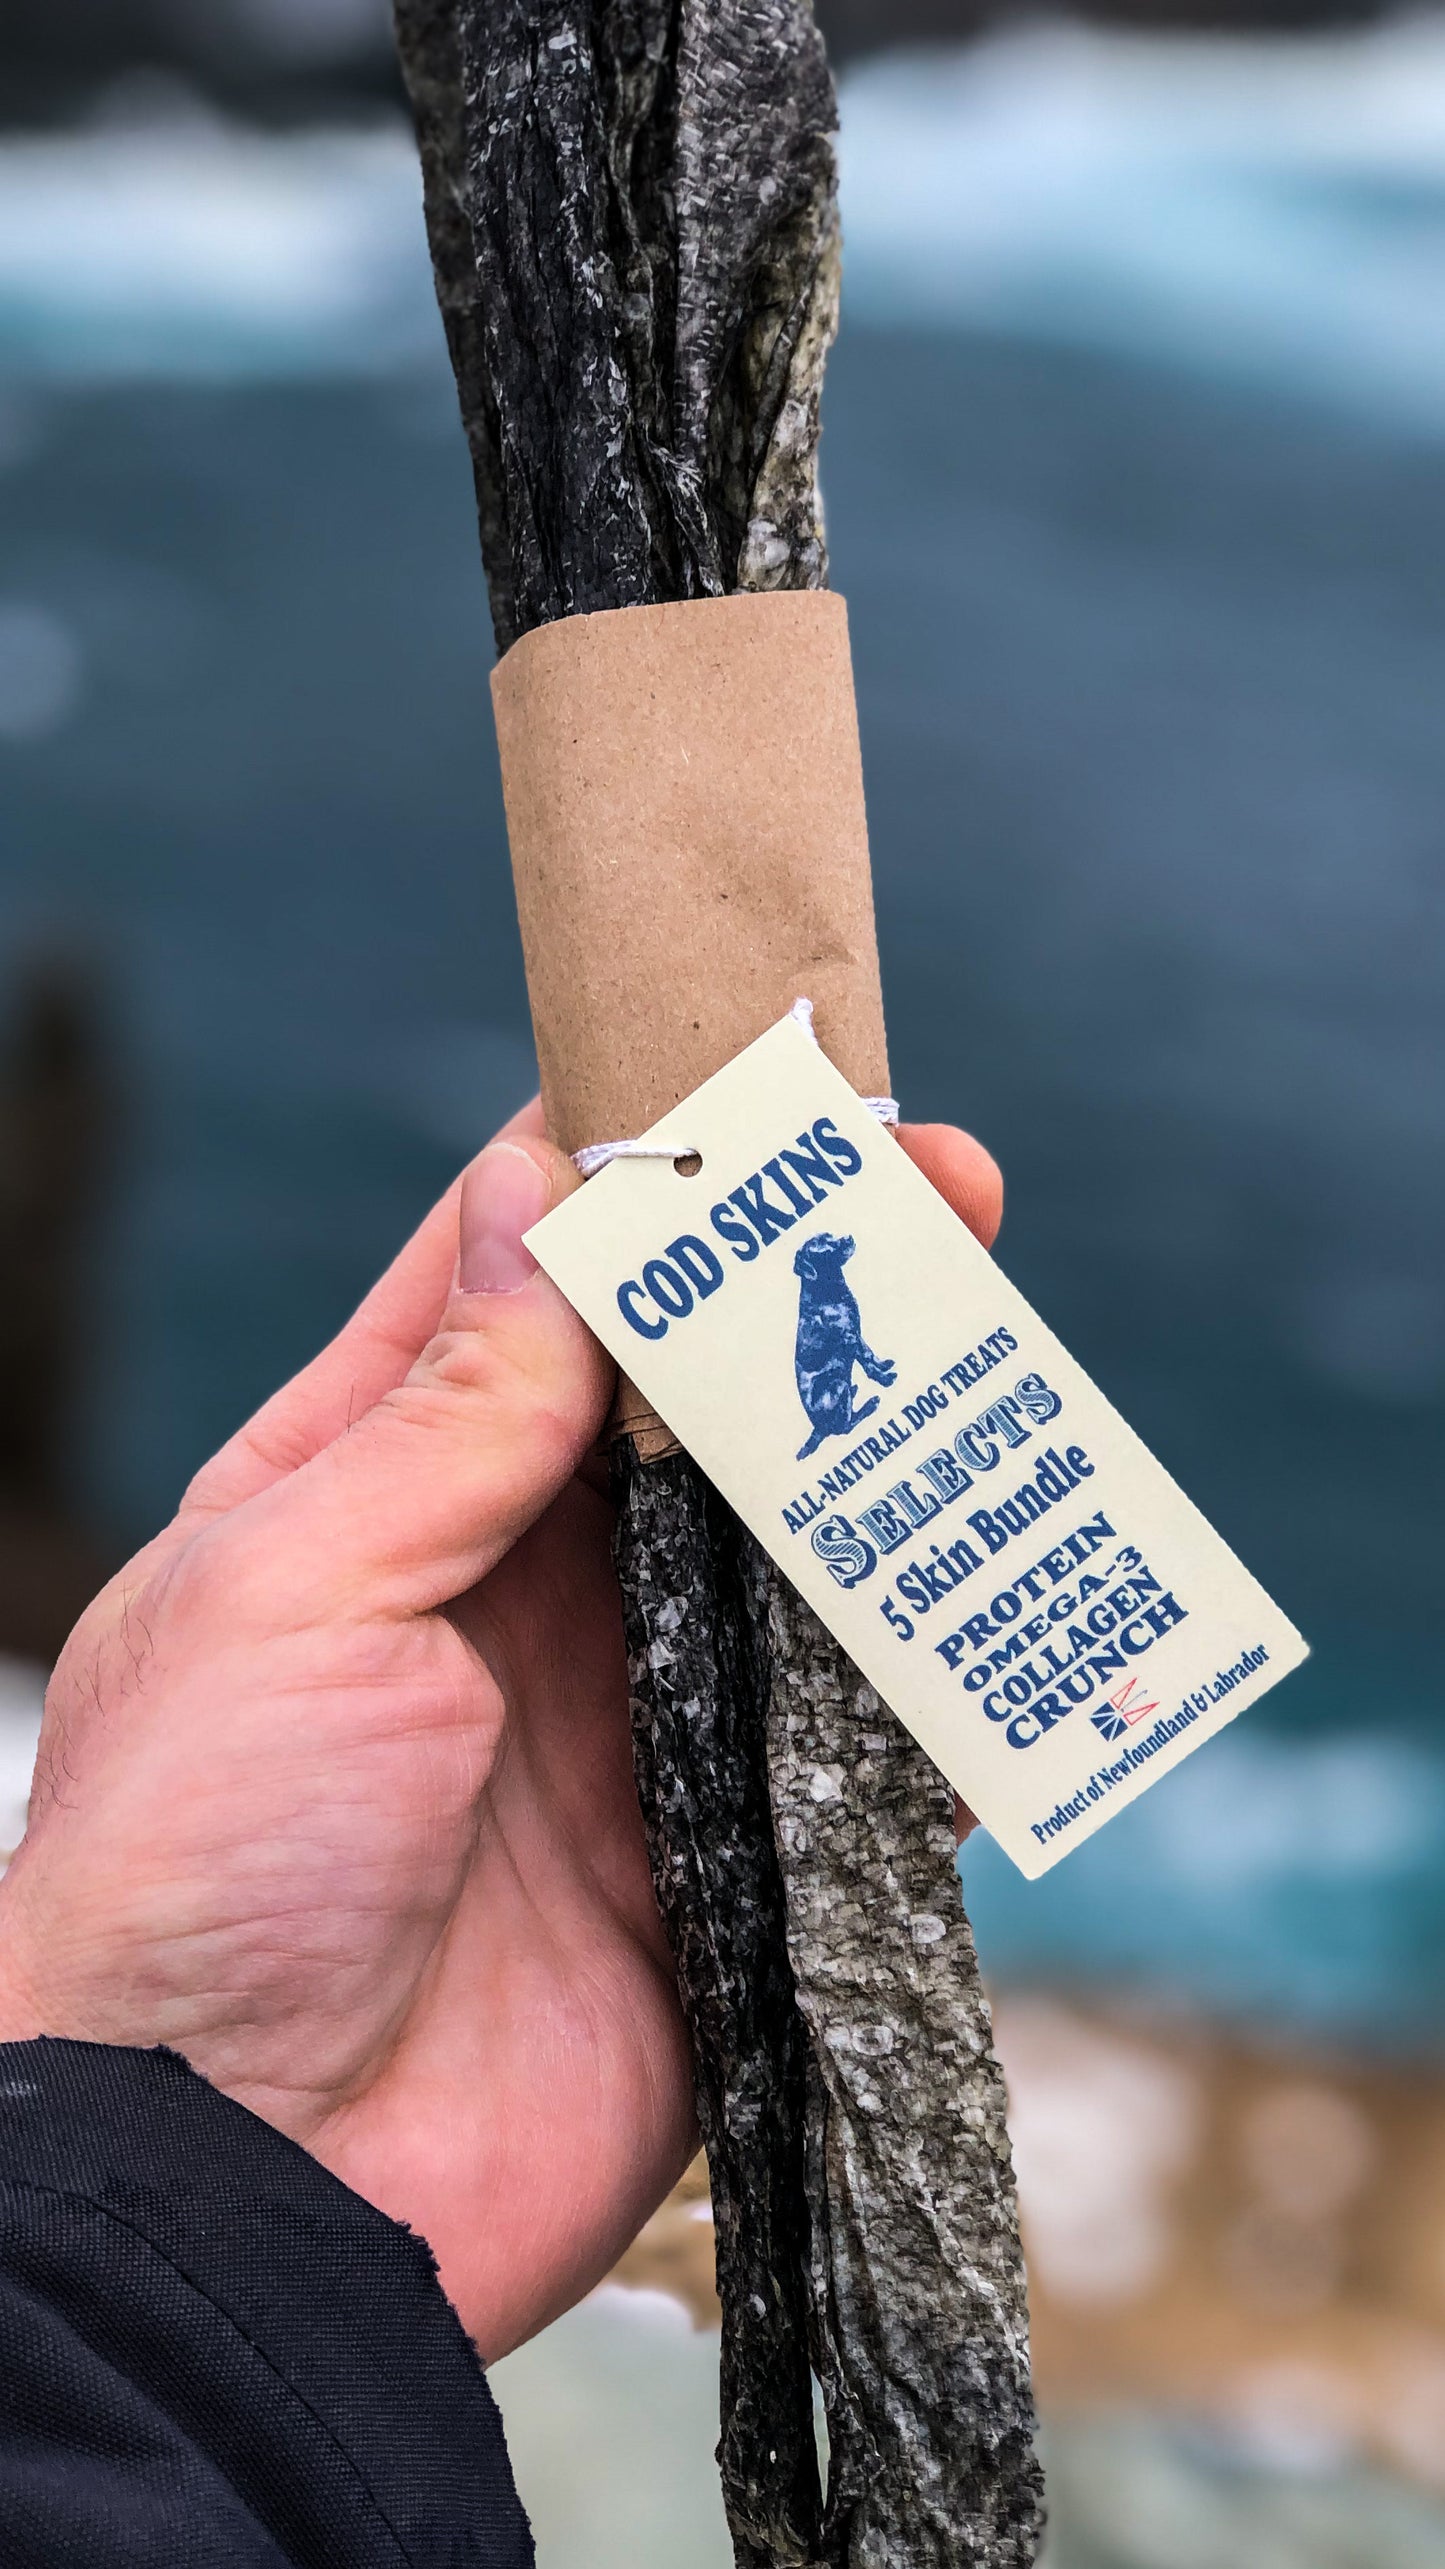 COD SKINS
ALL-NATURAL DOG TREATS
SELECTS
5 Skin Bundle
PROTEIN
OMEGA-3
COLLAGEN
CRUNCH
Product of Newfoundland & Labrador